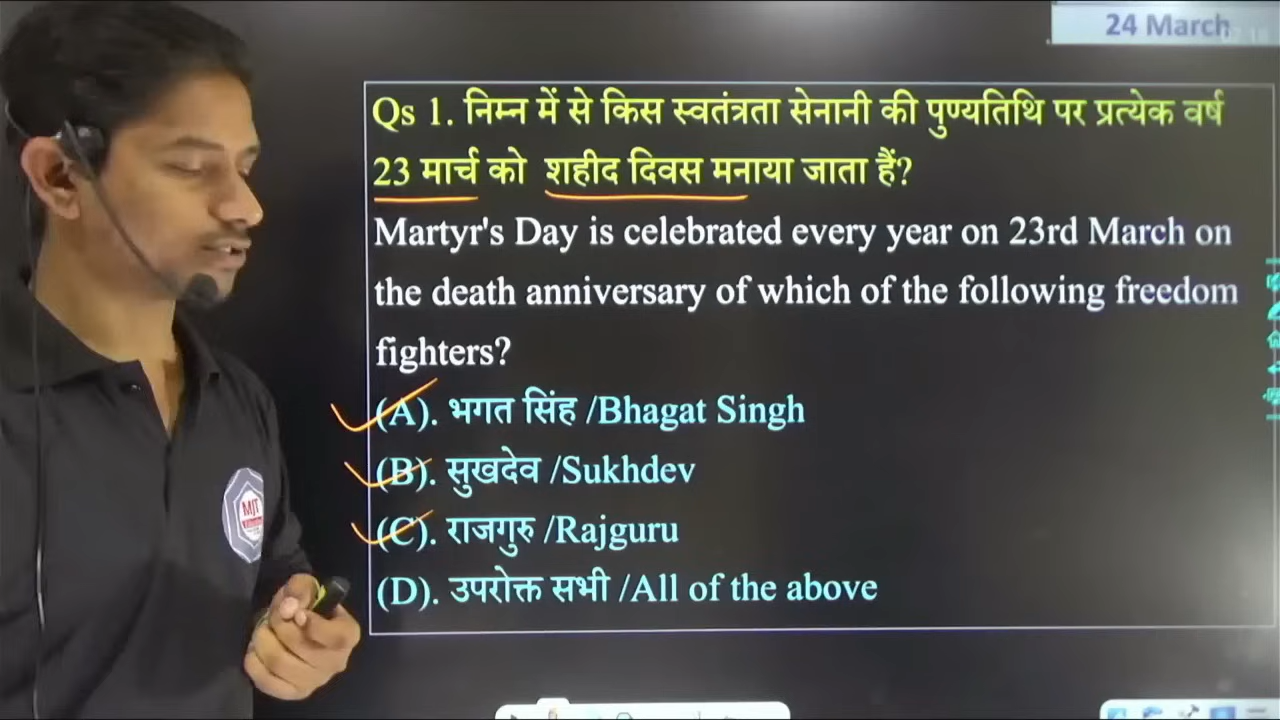 24 March
Qs 1. निम्न में से किस स्वतंत्रता सेनानी की पुण्यतिथि पर प्रत्येक वर्ष
23 मार्च को शहीद दिवस मनाया जाता हैं?
Martyr's Day is celebrated every year on 23rd March on
the death anniversary of which of the following freedom
fighters?
(A). भगत सिंह /Bhagat Singh
(B). सुखदेव /Sukhdev
(C). राजगुरु /Rajguru
(D). उपरोक्त सभी /All of the above
MJT